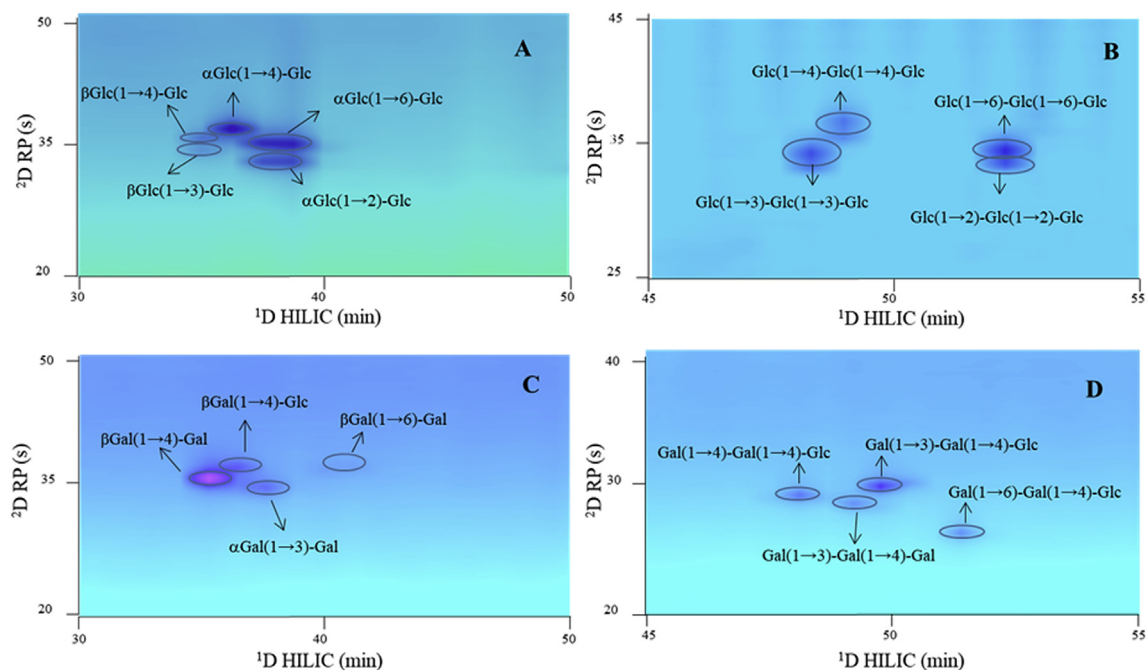 50
A
αGlc(1→4)-Glc
βGlc(1→4)-Glc
αGlc(1→6)-Glc
²D RP (s)
35
βGlc(1→3)-Glc
αGlc(1→2)-Glc
20
30
40
50
¹D HILIC (min)
45
B
Glc(1→4)-Glc(1→4)-Glc
Glc(1→6)-Glc(1→6)-Glc
²D RP (s)
35
Glc(1→3)-Glc(1→3)-Glc
Glc(1→2)-Glc(1→2)-Glc
25
45
50
55
¹D HILIC (min)
50
C
βGal(1→4)-Glc
βGal(1→6)-Gal
βGal(1→4)-Gal
²D RP (s)
35
αGal(1→3)-Gal
20
30
40
50
¹D HILIC (min)
40
D
Gal(1→4)-Gal(1→4)-Glc
Gal(1→3)-Gal(1→4)-Glc
²D RP (s)
30
Gal(1→6)-Gal(1→4)-Glc
Gal(1→3)-Gal(1→4)-Gal
20
45
50
55
¹D HILIC (min)